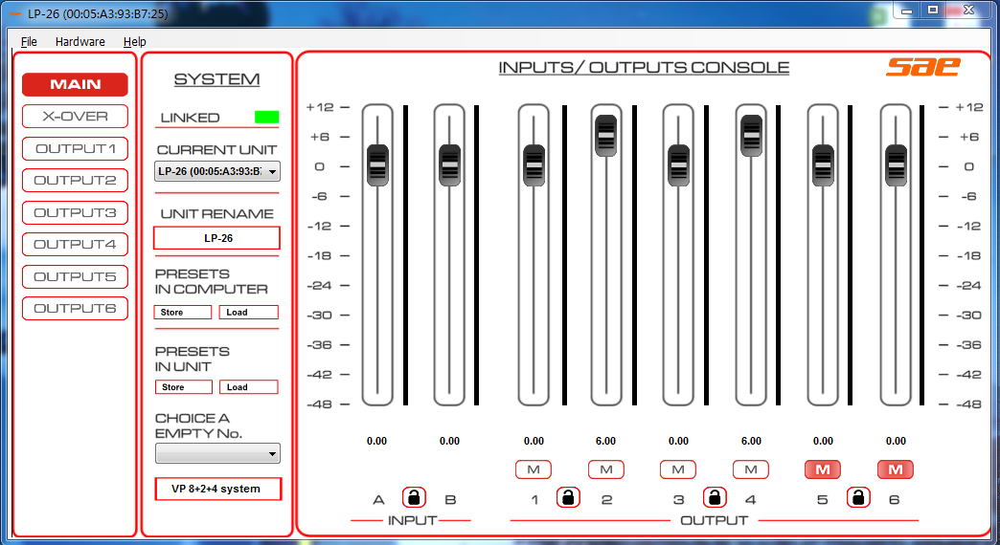 LP-26 (00:05:A3:93:B7:25)
File Hardware Help
MAIN
X-OVER
OUTPUT1
OUTPUT2
OUTPUT3
OUTPUT4
OUTPUT5
OUTPUT6
SYSTEM
LINKED
CURRENT UNIT
LP-26 (00:05:A3:93:B7
UNIT RENAME
LP-26
PRESETS
IN COMPUTER
Store Load
PRESETS
IN UNIT
Store Load
CHOICE A
EMPTY No.
VP 8+2+4 system
INPUTS/OUTPUTS CONSOLE
sae
+12 +12
+6 +6
0 0
-6 -6
-12 -12
-18 -18
-24 -24
-30 -30
-36 -36
-42 -42
-48 -48
0.00 0.00 0.00 6.00 0.00 6.00 0.00 0.00
M M M M M M
A B 1 2 3 4 5 6
INPUT OUTPUT